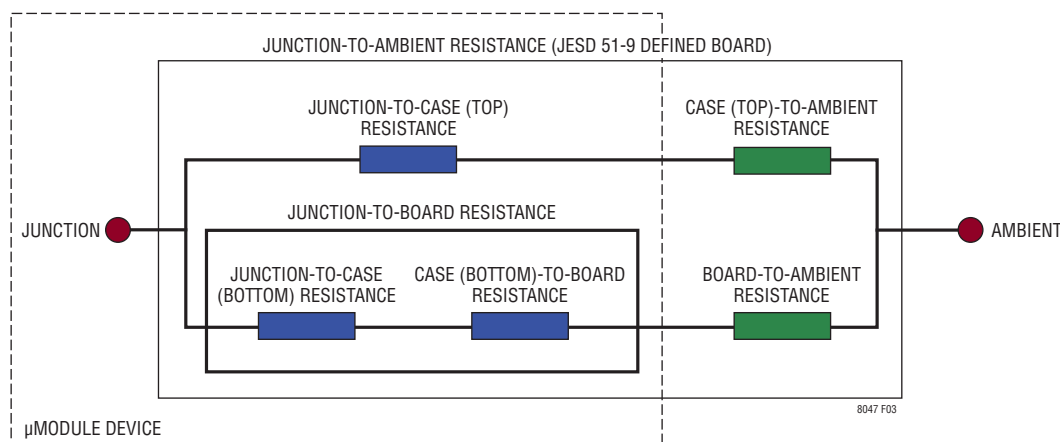 JUNCTION-TO-AMBIENT RESISTANCE (JESD 51-9 DEFINED BOARD)
JUNCTION-TO-CASE (TOP)
RESISTANCE
CASE (TOP)-TO-AMBIENT
RESISTANCE
JUNCTION-TO-BOARD RESISTANCE
JUNCTION
AMBIENT
JUNCTION-TO-CASE
(BOTTOM) RESISTANCE
CASE (BOTTOM)-TO-BOARD
RESISTANCE
BOARD-TO-AMBIENT
RESISTANCE
8047 F03
µMODULE DEVICE